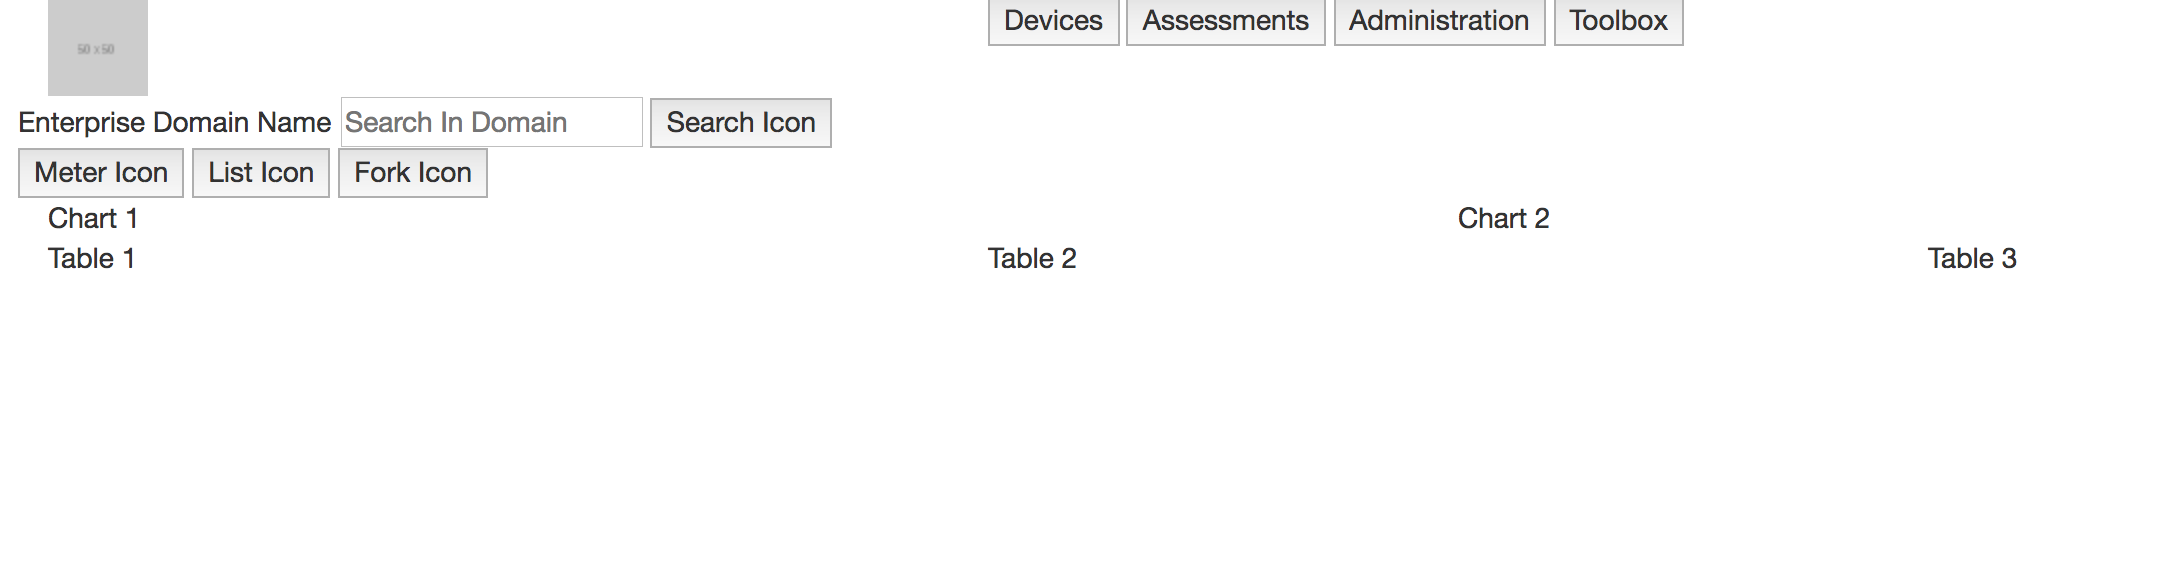 50 x 50
Devices Assessments Administration Toolbox
Enterprise Domain Name Search In Domain Search Icon
Meter Icon List Icon Fork Icon
Chart 1 Chart 2
Table 1 Table 2 Table 3